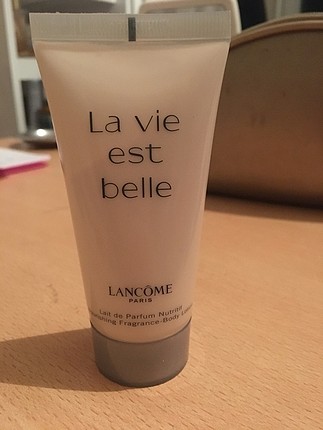 La vie
est
belle
LANCÔME
PARIS
Lait de Parfum Nutritif
Fragrance-Body